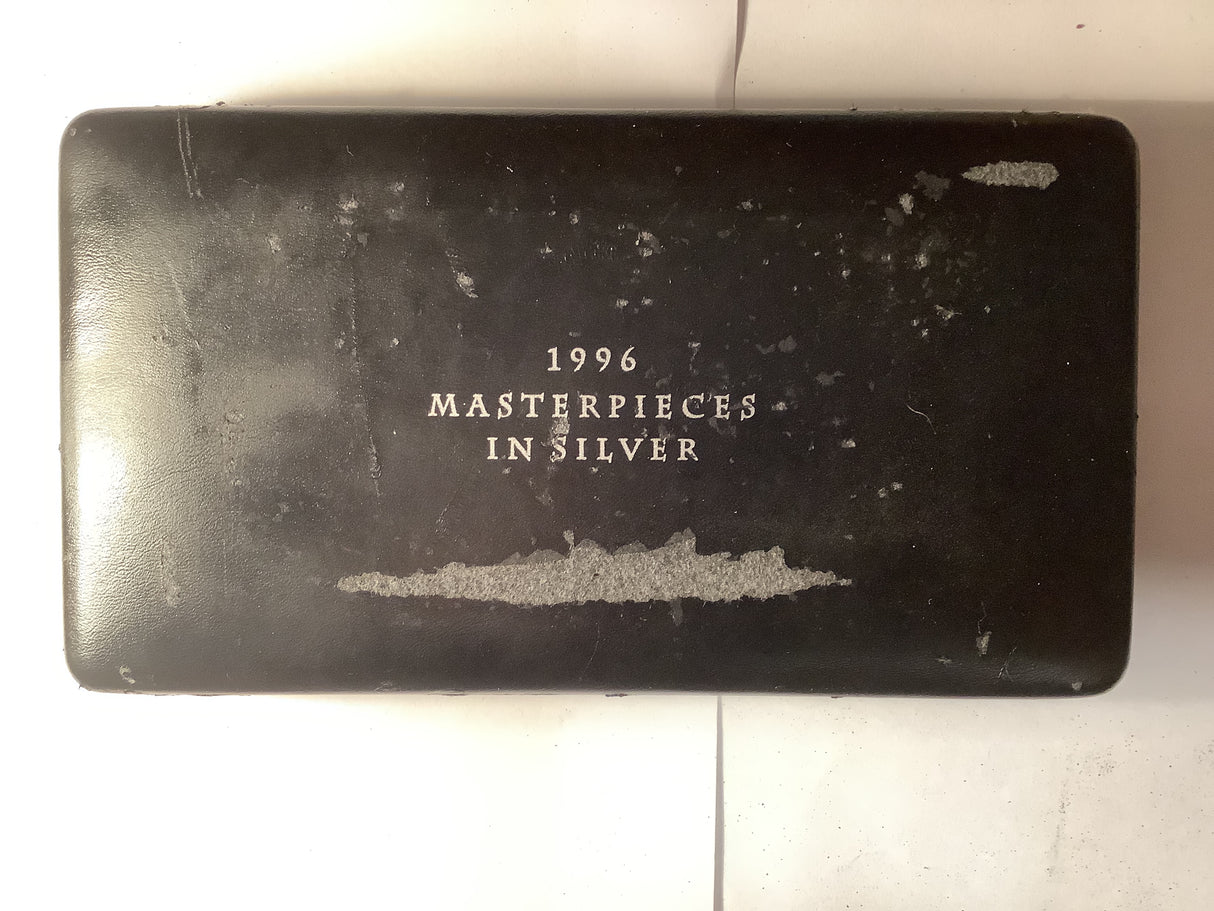 1996
MASTERPIECES
IN SILVER